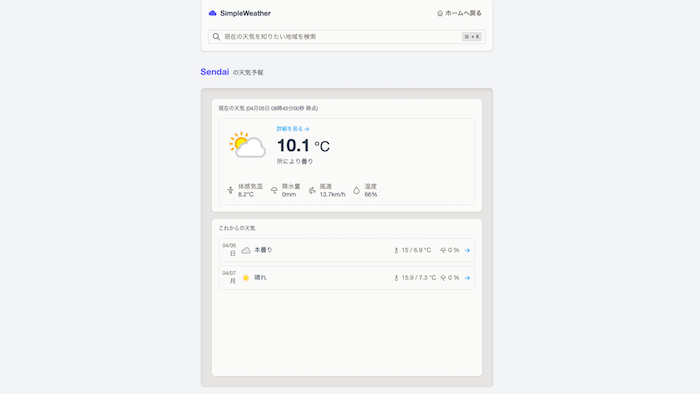 SimpleWeather
ホームへ戻る
現在の天気を知りたい地域を検索
⌘ + K
Sendai の天気予報
現在の天気 (04月05日 08時45分00秒 時点)
詳細を見る →
10.1 °C
所により曇り
体感気温
8.2°C
降水量
0mm
風速
13.7km/h
湿度
66%
これからの天気
04/06
日
本曇り
15 / 6.9 °C
0 %
04/07
月
晴れ
15.9 / 7.3 °C
0 %